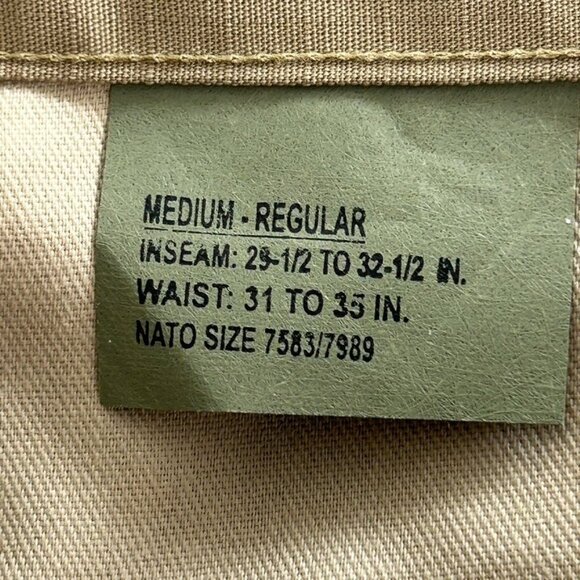 MEDIUM - REGULAR
INSEAM: 29-1/2 TO 32-1/2 IN.
WAIST: 31 TO 35 IN.
NATO SIZE 7583/7989